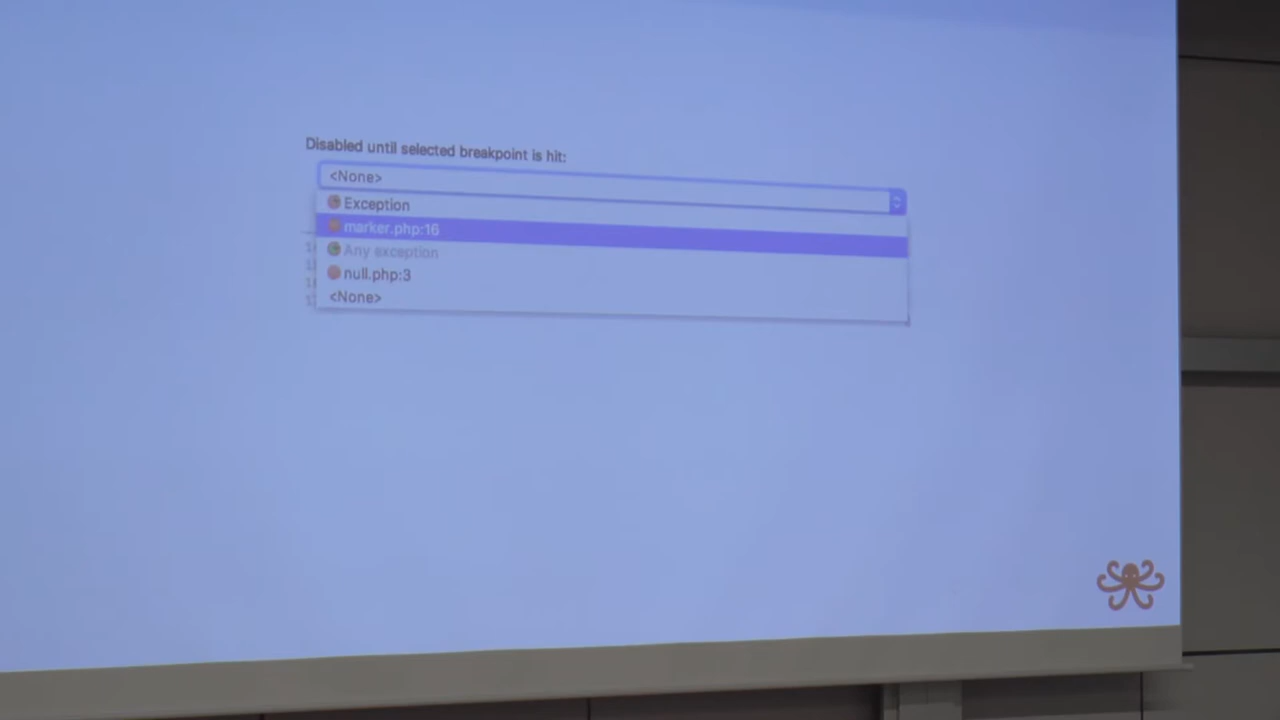 Disabled until selected breakpoint is hit:
<None>
Exception
marker.php:16
Any exception
null.php:3
<None>